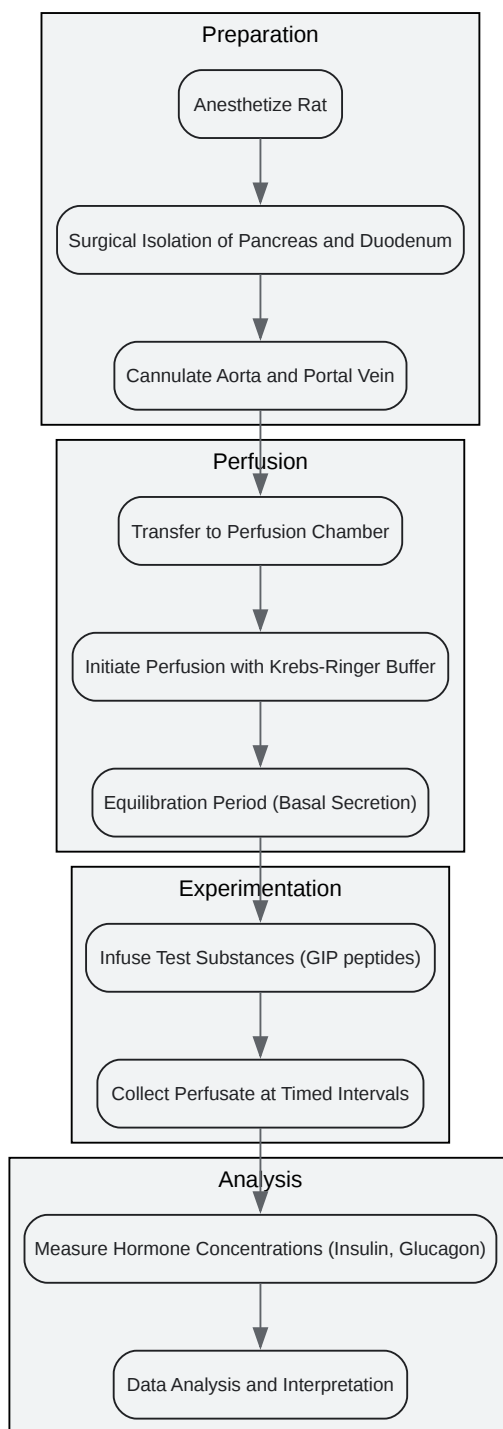 Preparation
Anesthetize Rat
Surgical Isolation of Pancreas and Duodenum
Cannulate Aorta and Portal Vein
Perfusion
Transfer to Perfusion Chamber
Initiate Perfusion with Krebs-Ringer Buffer
Equilibration Period (Basal Secretion)
Experimentation
Infuse Test Substances (GIP peptides)
Collect Perfusate at Timed Intervals
Analysis
Measure Hormone Concentrations (Insulin, Glucagon)
Data Analysis and Interpretation